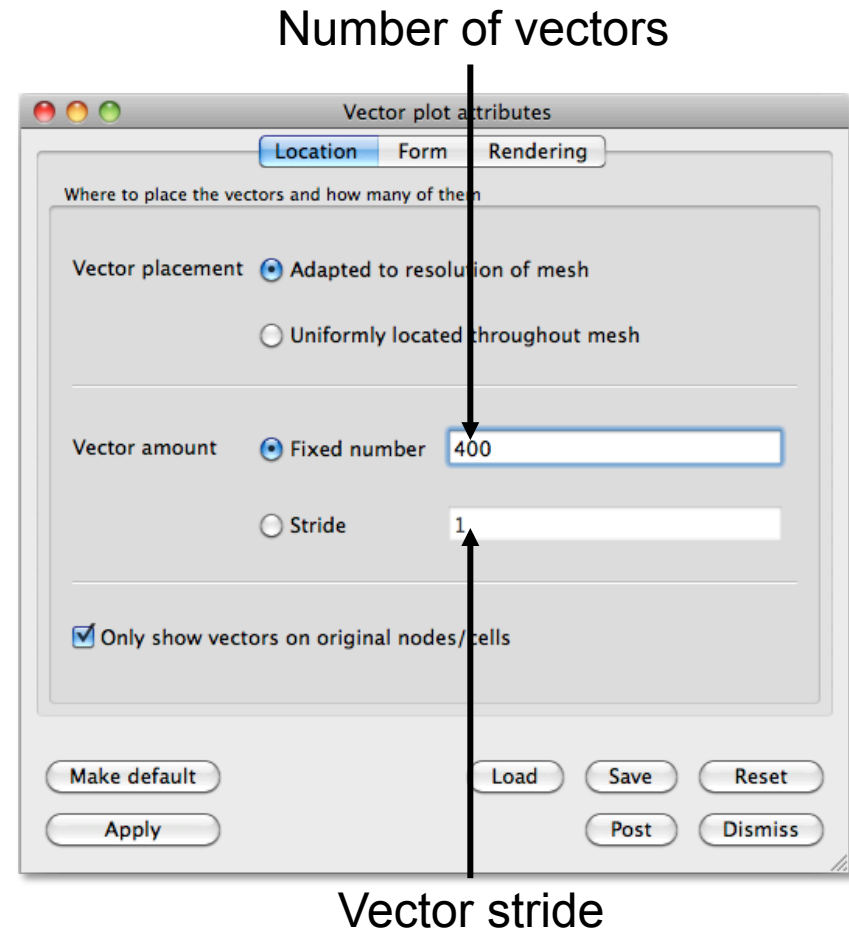 Number of vectors
Vector plot attributes
Location Form Rendering
Where to place the vectors and how many of them
Vector placement Adapted to resolution of mesh
Uniformly located throughout mesh
Vector amount Fixed number 400
Stride 1
Only show vectors on original nodes/cells
Make default Load Save Reset
Apply Post Dismiss
Vector stride